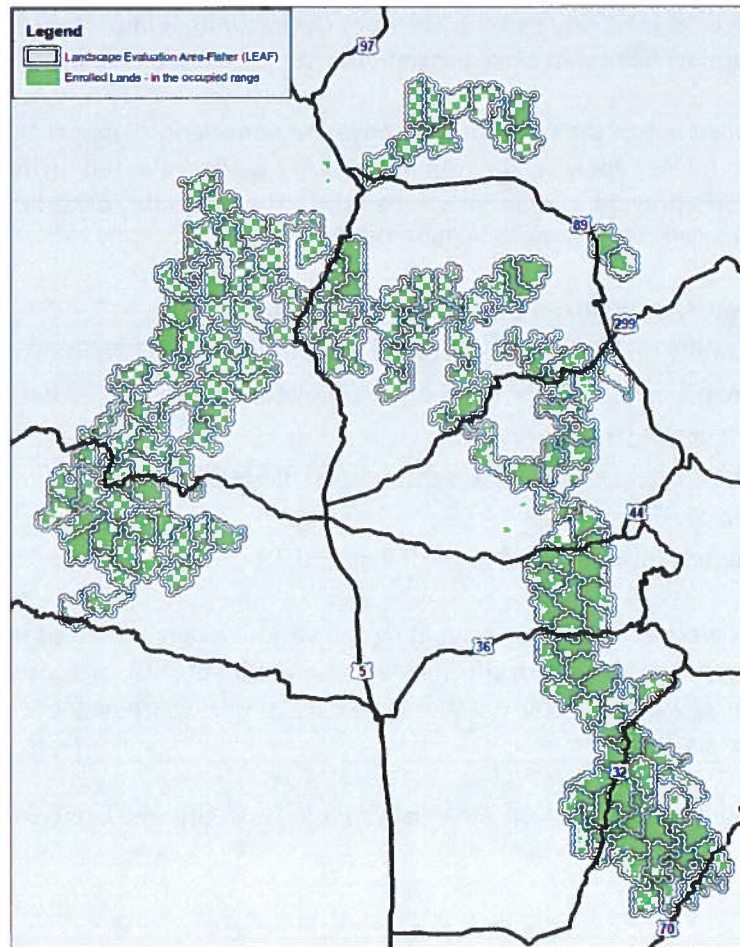 Legend
Landscape Evaluation Area-Fisher (LEAF)
Enrolled Lands - in the occupied range
97
89
299
44
36
5
32
70